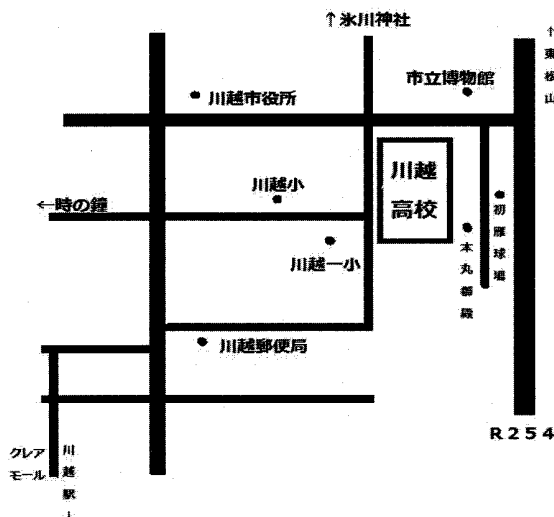 ↑氷川神社
↑東松山
市立博物館
川越市役所
川越
高校
川越小
←時の鐘
初雁球場
本丸御殿
川越一小
川越郵便局
R254
クレア
モール
川越駅